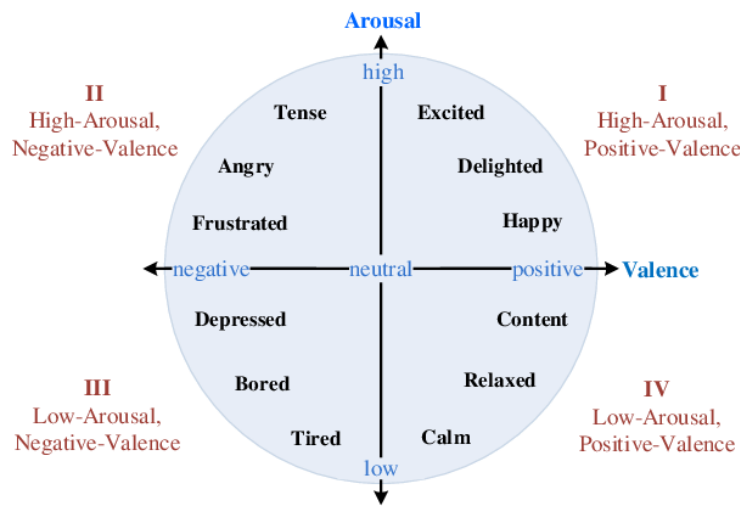 Arousal
high
II
High-Arousal,
Negative-Valence
I
High-Arousal,
Positive-Valence
Tense
Excited
Angry
Delighted
Frustrated
Happy
negative
neutral
positive
Valence
Depressed
Content
Bored
Relaxed
III
Low-Arousal,
Negative-Valence
IV
Low-Arousal,
Positive-Valence
Tired
Calm
low